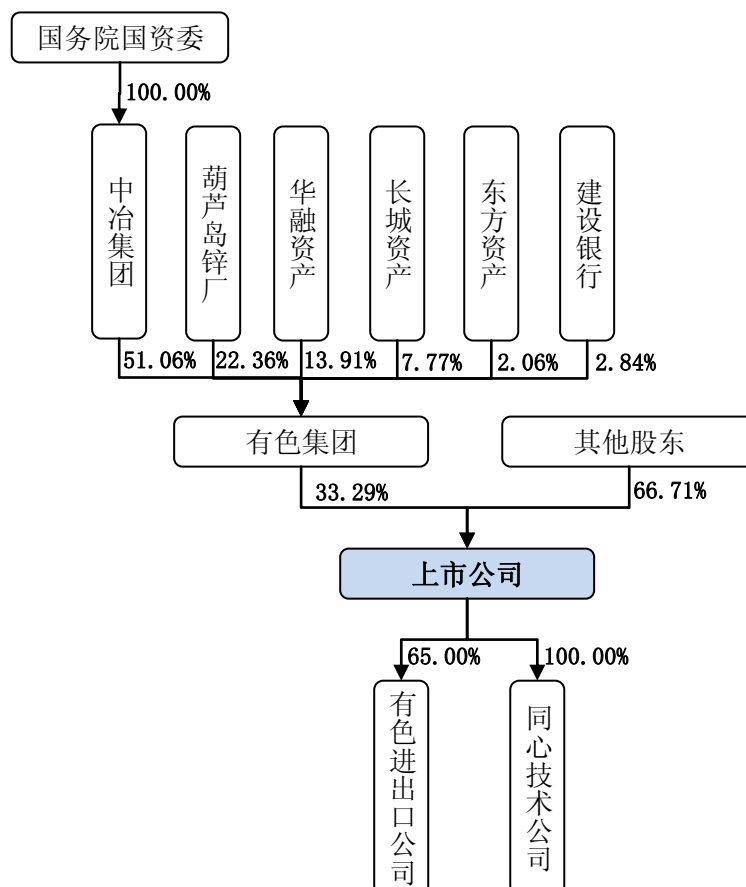 国务院国资委
100.00%
中冶集团
葫芦岛锌厂
华融资产
长城资产
东方资产
建设银行
51.06%
22.36%
13.91%
7.77%
2.06%
2.84%
有色集团
其他股东
33.29%
66.71%
上市公司
65.00%
100.00%
有色进出口公司
同心技术公司